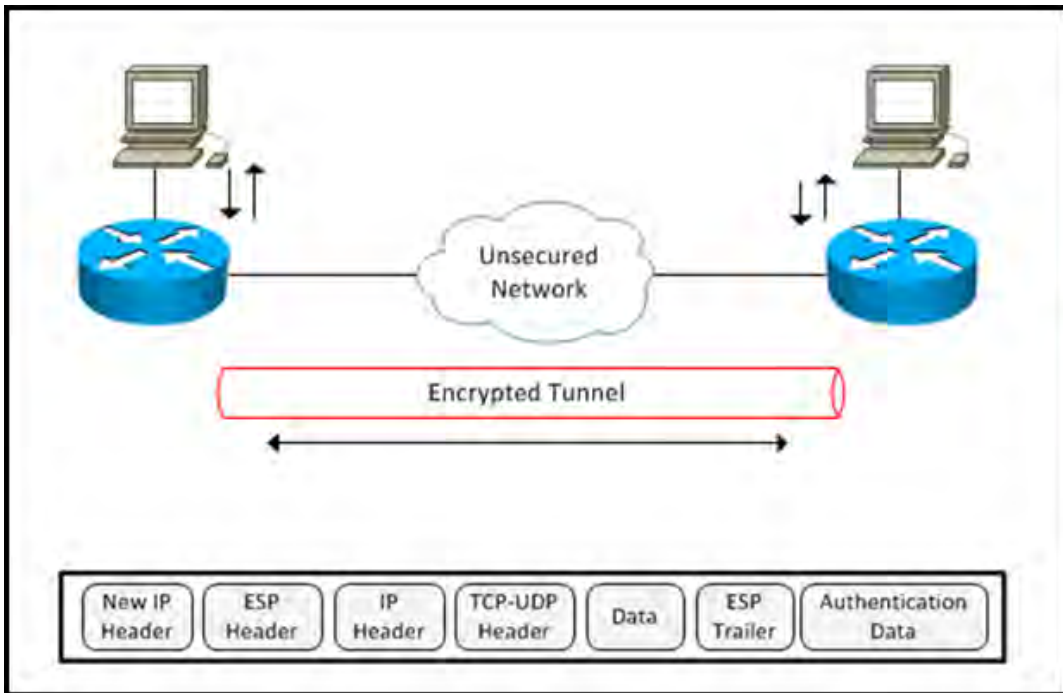 Unsecured
Network
Encrypted Tunnel
New IP
Header
ESP
Header
IP
Header
TCP-UDP
Header
Data
ESP
Trailer
Authentication
Data